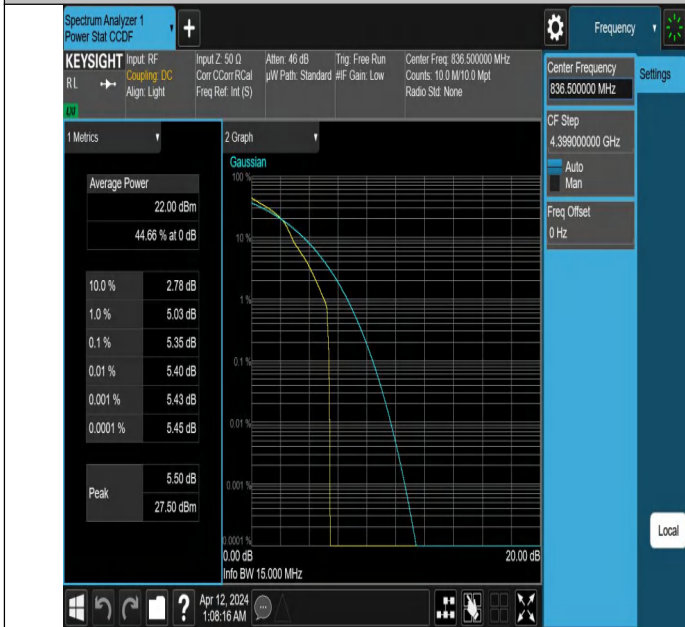 Spectrum Analyzer 1
Power Stat CCDF
Frequency
KEYSIGHT
RL
Input: RF
Coupling: DC
Align: Light
Input Z: 50 Ω
Corr CCorr RCal
Freq Ref: Int (S)
Atten: 46 dB
µW Path: Standard
Trig: Free Run
#IF Gain: Low
Center Freq: 836.500000 MHz
Counts: 10.0 M/10.0 Mpt
Radio Std: None
Center Frequency
836.500000 MHz
Settings
CF Step
4.399000000 GHz
Auto
Man
Freq Offset
0 Hz
Local
1 Metrics
Average Power
22.00 dBm
44.66 % at 0 dB
10.0 % 2.78 dB
1.0 % 5.03 dB
0.1 % 5.35 dB
0.01 % 5.40 dB
0.001 % 5.43 dB
0.0001 % 5.45 dB
Peak
5.50 dB
27.50 dBm
2 Graph
Gaussian
100 %
10 %
1 %
0.1 %
0.01 %
0.001 %
0.0001 %
0.00 dB
20.00 dB
Info BW 15.000 MHz
?
Apr 12, 2024
1:08:16 AM